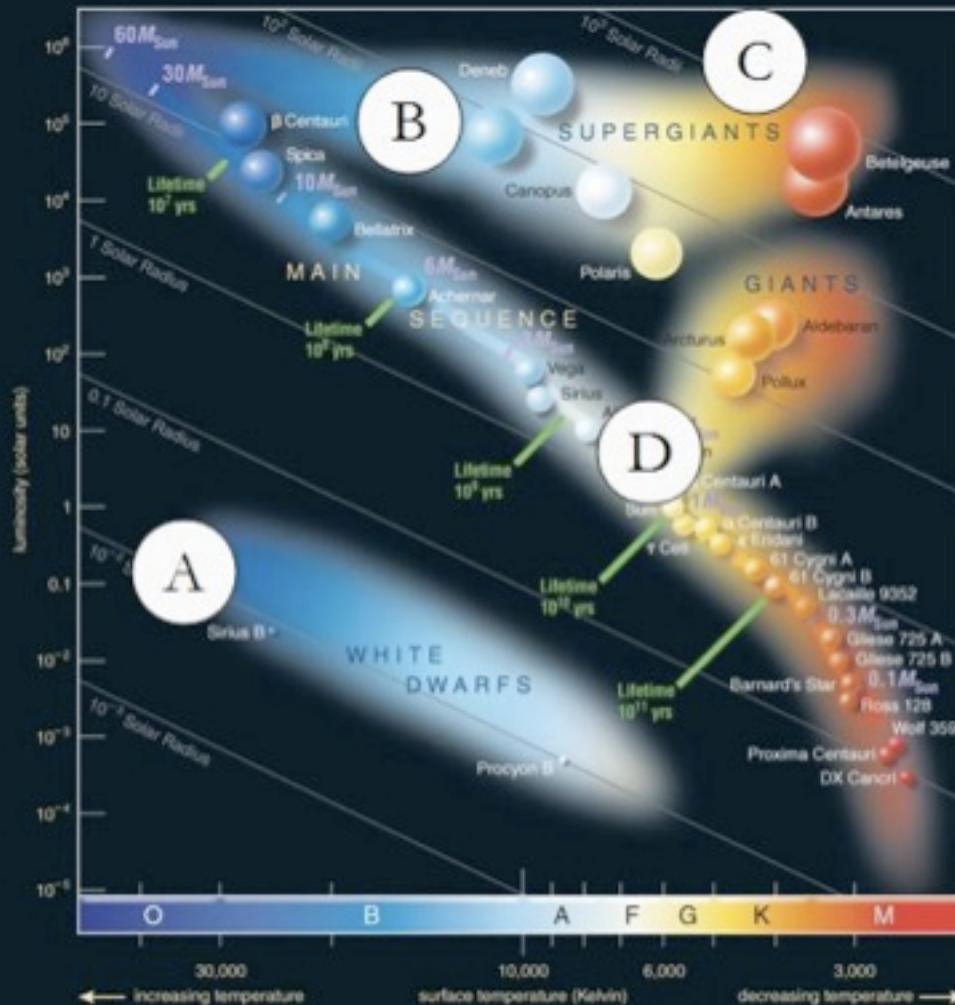 60 M_Sun
30 M_Sun
10² Solar Radii
10³ Solar Radii
10 Solar Radii
C
Deneb
B
β Centauri
SUPERGIANTS
Spica
10 M_Sun
Lifetime
10⁷ yrs
Canopus
Betelgeuse
Antares
Bellatrix
1 Solar Radius
Polaris
MAIN
6 M_Sun
GIANTS
Achernar
SEQUENCE
Lifetime
10⁸ yrs
Aldebaran
Arcturus
Vega
Pollux
Sirius
0.1 Solar Radius
D
Lifetime
10⁹ yrs
Centauri A
Sun
α Centauri B
τ Ceti
ε Eridani
61 Cygni A
61 Cygni B
Lacaille 9352
A
Lifetime
10¹⁰ yrs
0.3 M_Sun
Gliese 725 A
Gliese 725 B
Sirius B
WHITE
DWARFS
0.1 M_Sun
Barnard's Star
Ross 128
Lifetime
10¹¹ yrs
10⁻³ Solar Radius
Wolf 359
Proxima Centauri
Procyon B
DX Cancri
luminosity (solar units)
10⁶
10⁵
10⁴
10³
10²
10
1
0.1
10⁻²
10⁻³
10⁻⁴
10⁻⁵
O B A F G K M
30,000 10,000 6,000 3,000
increasing temperature surface temperature (Kelvin) decreasing temperature